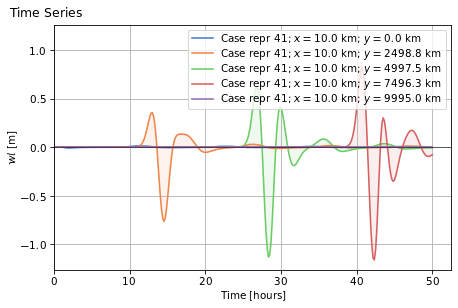 Time Series
1.0
0.5
0.0
−0.5
−1.0
wl [m]
Case repr 41; x = 10.0 km; y = 0.0 km
Case repr 41; x = 10.0 km; y = 2498.8 km
Case repr 41; x = 10.0 km; y = 4997.5 km
Case repr 41; x = 10.0 km; y = 7496.3 km
Case repr 41; x = 10.0 km; y = 9995.0 km
0 10 20 30 40 50
Time [hours]